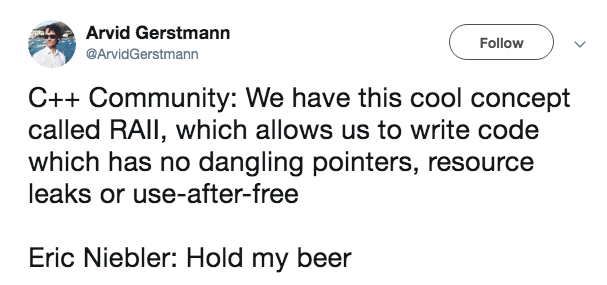 Arvid Gerstmann
@ArvidGerstmann
Follow
C++ Community: We have this cool concept
called RAII, which allows us to write code
which has no dangling pointers, resource
leaks or use-after-free
Eric Niebler: Hold my beer